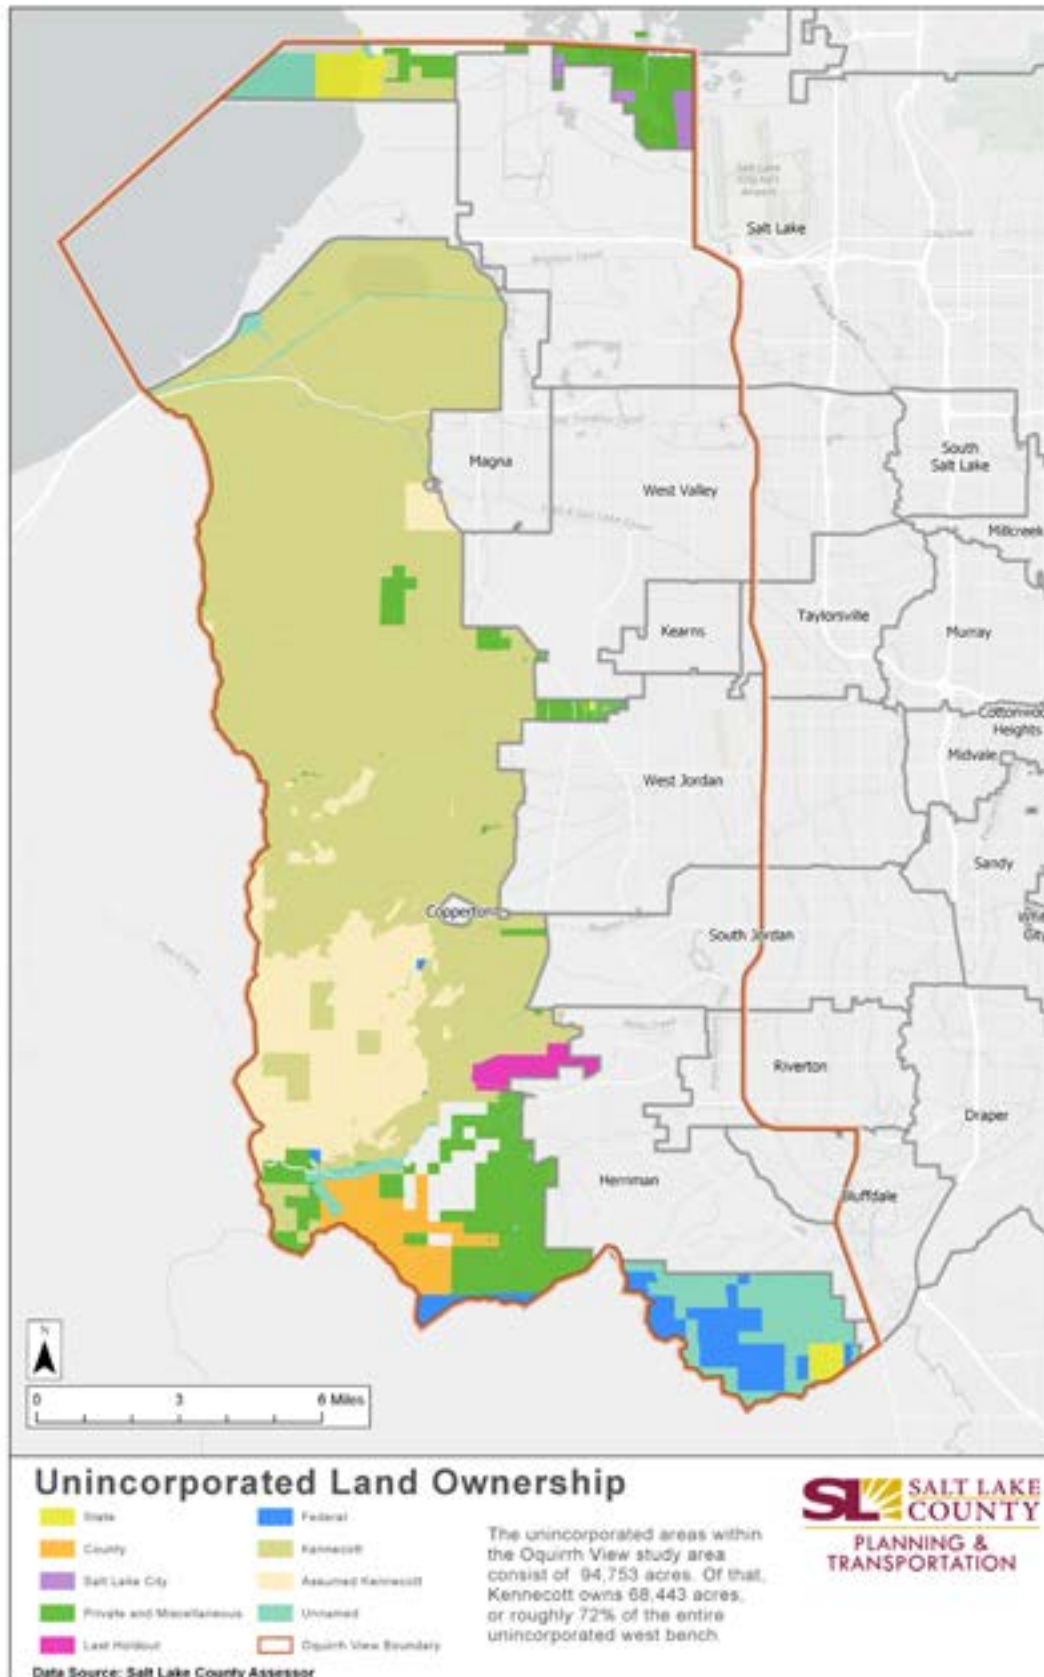 Salt Lake
Magna
West Valley
South
Salt Lake
Millcreek
Kearns
Taylorsville
Murray
Cottonwoo
Heights
Midvale
West Jordan
Sandy
Copperton
Whit
City
South Jordan
Riverton
Draper
Herriman
Bluffdale
N
0 3 6 Miles
Unincorporated Land Ownership
State
County
Salt Lake City
Private and Miscellaneous
Last Holdout
Federal
Kennecott
Assumed Kennecott
Unnamed
Oquirrh View Boundary
The unincorporated areas within
the Oquirrh View study area
consist of 94,753 acres. Of that,
Kennecott owns 68,443 acres,
or roughly 72% of the entire
unincorporated west bench.
SL SALT LAKE
COUNTY
PLANNING &
TRANSPORTATION
Data Source: Salt Lake County Assessor